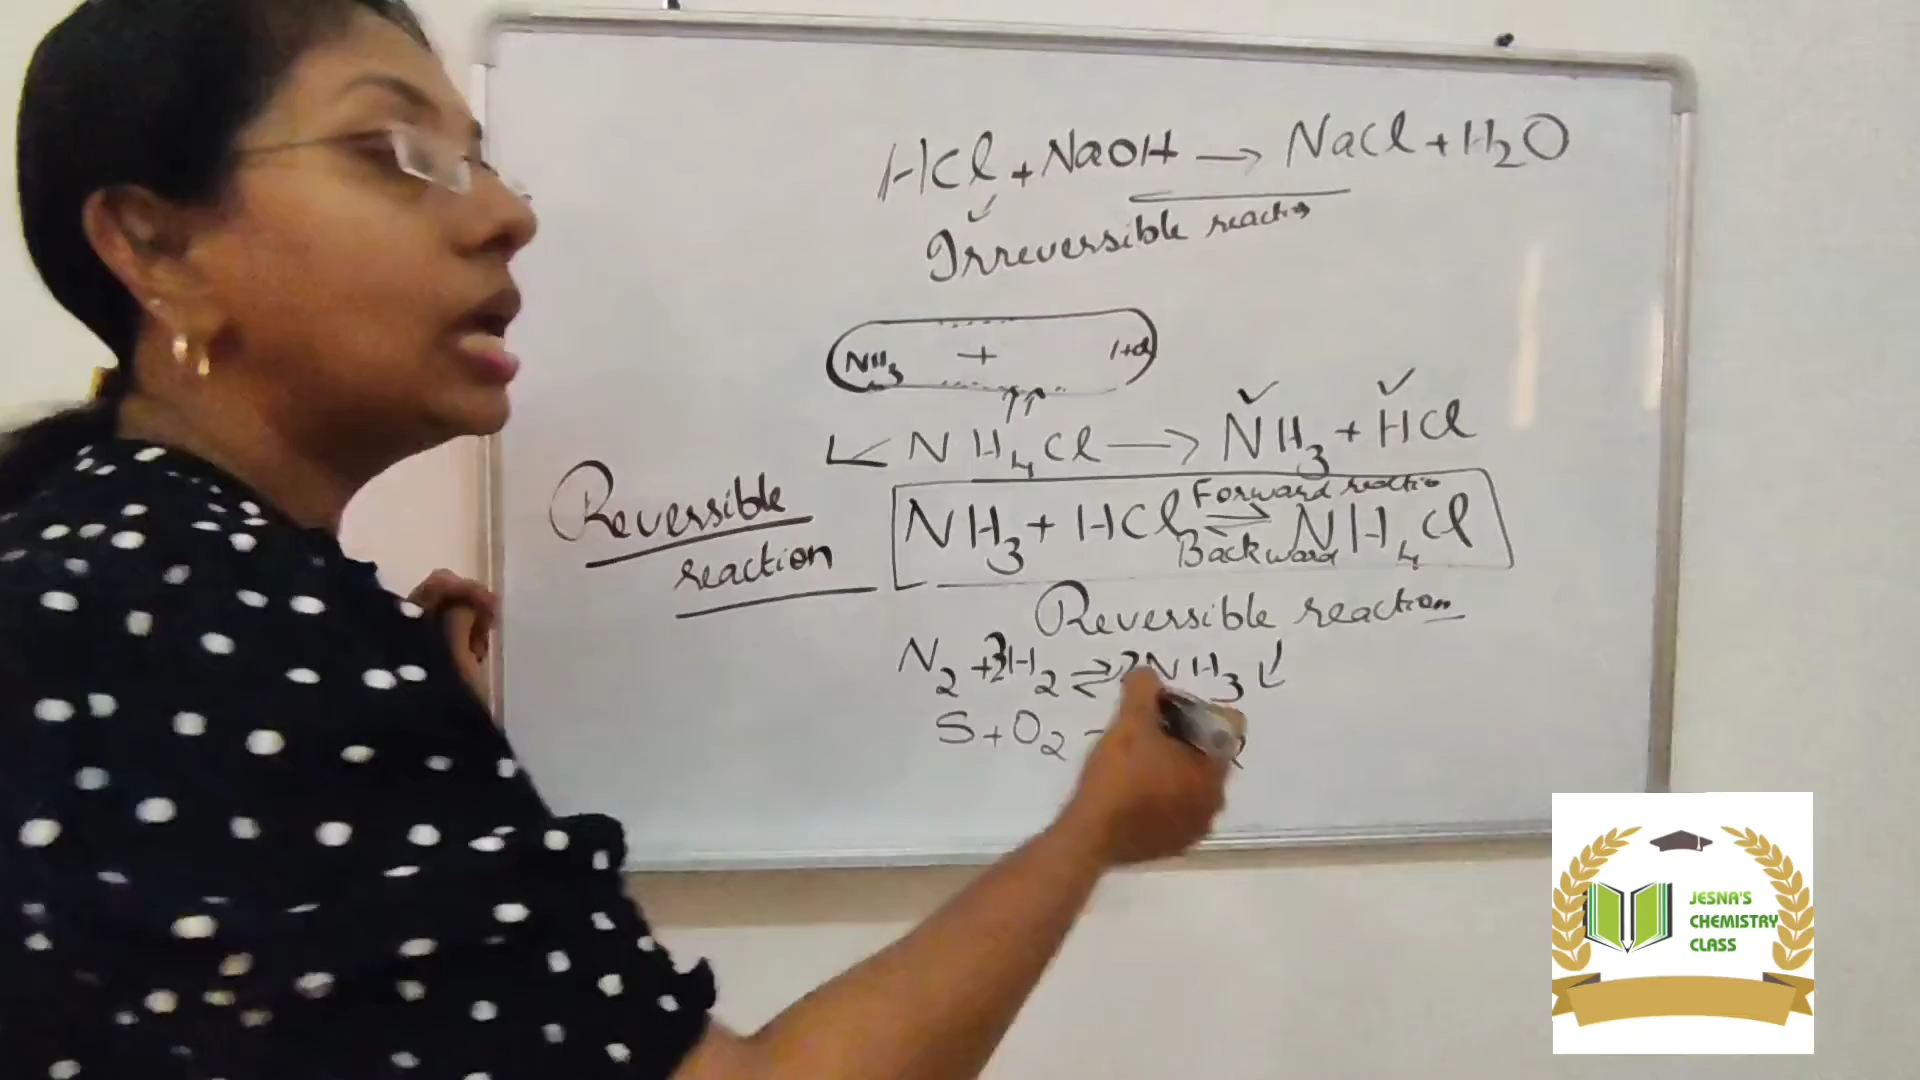 HCl + NaOH → NaCl + H₂O
Irreversible reaction
NH₃ + HCl
NH₄Cl → NH₃ + HCl
Reversible
reaction
Forward reaction
NH₃ + HCl ⇌ NH₄Cl
Backward
Reversible reaction
N₂ + 3H₂ ⇌ 2NH₃
S + O₂
JESNA'S
CHEMISTRY
CLASS